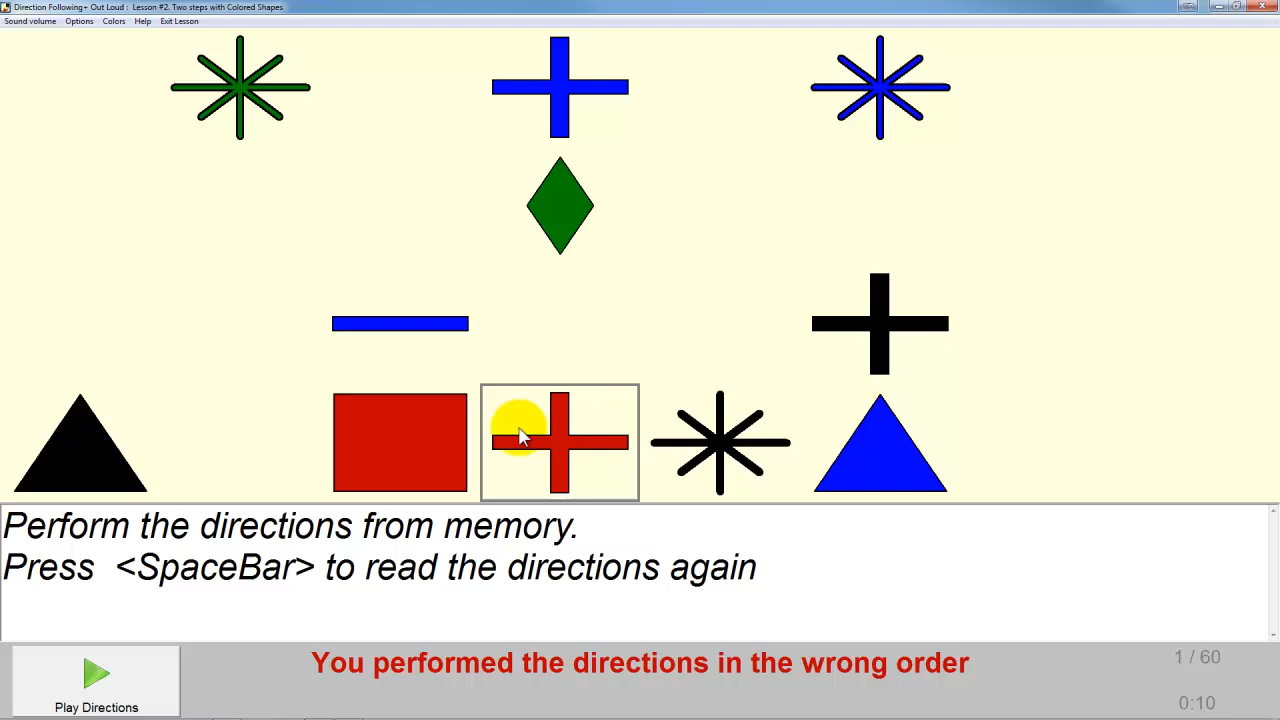 Direction Following+ Out Loud : Lesson #2. Two steps with Colored Shapes
Sound volume Options Colors Help Exit Lesson
Perform the directions from memory.
Press <SpaceBar> to read the directions again
You performed the directions in the wrong order
1 / 60
Play Directions
0:10